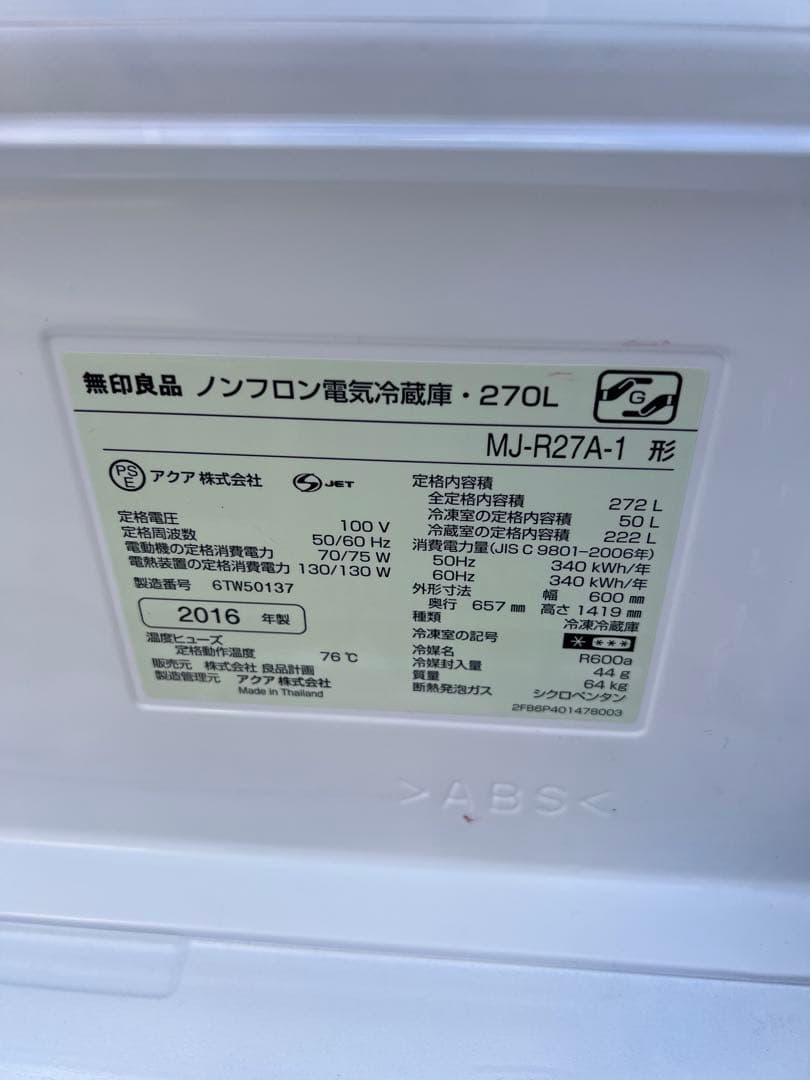 無印良品 ノンフロン電気冷蔵庫・270L
G
MJ-R27A-1 形
PSE アクア株式会社 JET
定格電圧 100 V
定格周波数 50/60 Hz
電動機の定格消費電力 70/75 W
電熱装置の定格消費電力 130/130 W
製造番号 6TW50137
2016 年製
温度ヒューズ
定格動作温度 76℃
販売元 株式会社 良品計画
製造管理元 アクア株式会社
Made in Thailand
定格内容積
全定格内容積 272 L
冷凍室の定格内容積 50 L
冷蔵室の定格内容積 222 L
消費電力量(JIS C 9801-2006年)
50Hz 340 kWh/年
60Hz 340 kWh/年
外形寸法 幅 600 mm
奥行 657 mm 高さ 1419 mm
種類 冷凍冷蔵庫
冷凍室の記号
冷媒名 R600a
冷媒封入量 44 g
質量 64 kg
断熱発泡ガス シクロペンタン
2FB6P401478003
>ABS<